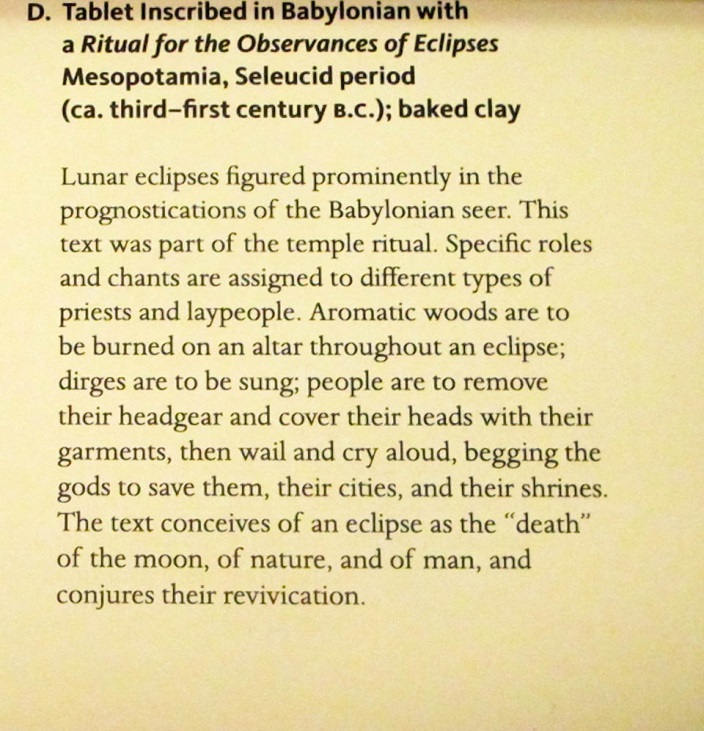 D. Tablet Inscribed in Babylonian with
a Ritual for the Observances of Eclipses
Mesopotamia, Seleucid period
(ca. third–first century B.C.); baked clay
Lunar eclipses figured prominently in the
prognostications of the Babylonian seer. This
text was part of the temple ritual. Specific roles
and chants are assigned to different types of
priests and laypeople. Aromatic woods are to
be burned on an altar throughout an eclipse;
dirges are to be sung; people are to remove
their headgear and cover their heads with their
garments, then wail and cry aloud, begging the
gods to save them, their cities, and their shrines.
The text conceives of an eclipse as the “death”
of the moon, of nature, and of man, and
conjures their revivication.